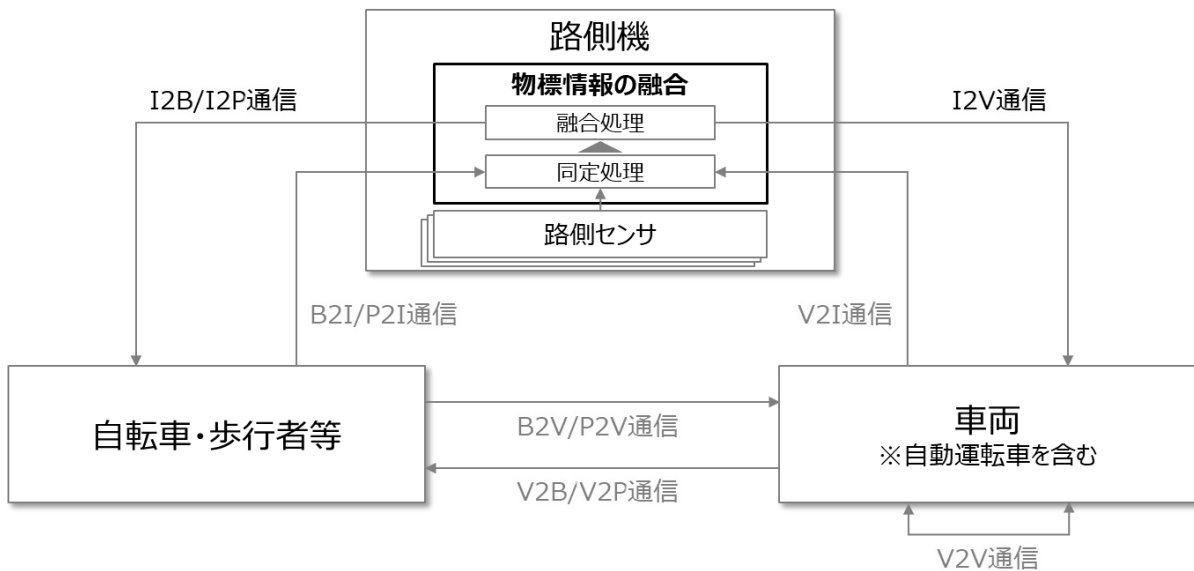 路側機
物標情報の融合
I2B/I2P通信
融合処理
I2V通信
同定処理
路側センサ
B2I/P2I通信
V2I通信
自転車・歩行者等
B2V/P2V通信
車両
※自動運転車を含む
V2B/V2P通信
V2V通信